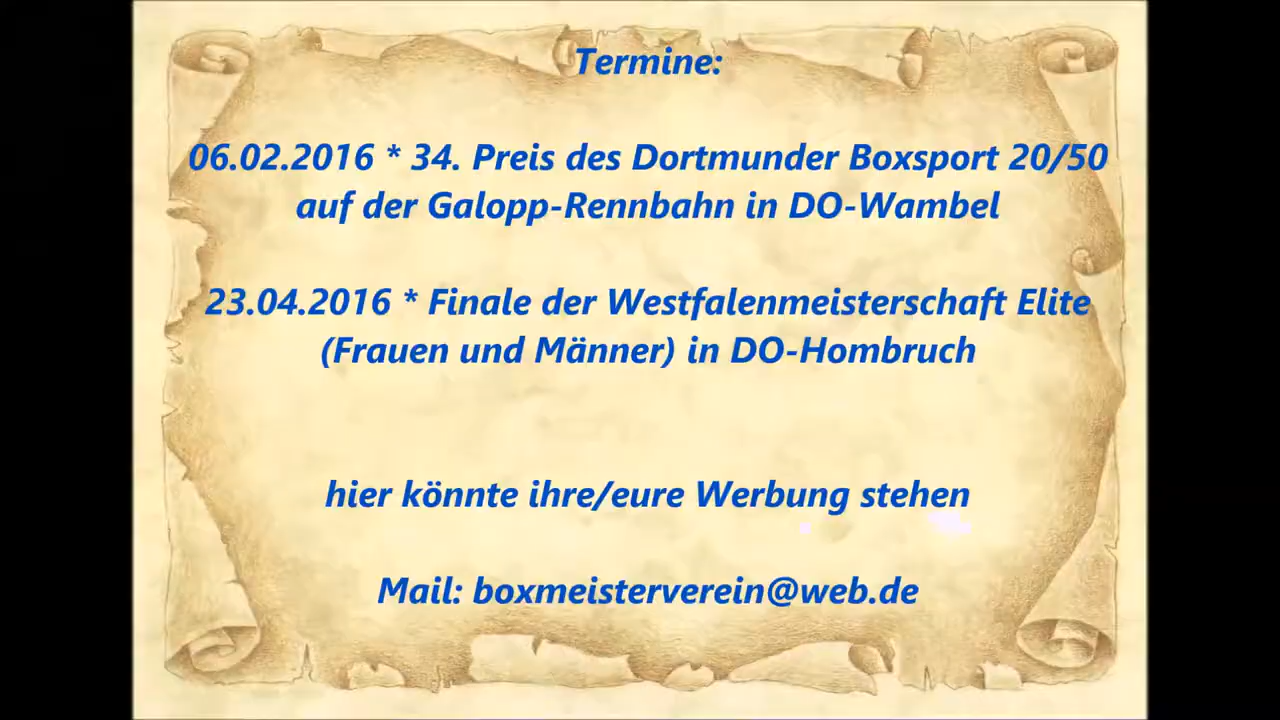 Termine:
06.02.2016 * 34. Preis des Dortmunder Boxsport 20/50
auf der Galopp-Rennbahn in DO-Wambel
23.04.2016 * Finale der Westfalenmeisterschaft Elite
(Frauen und Männer) in DO-Hombruch
hier könnte ihre/eure Werbung stehen
Mail: boxmeisterverein@web.de